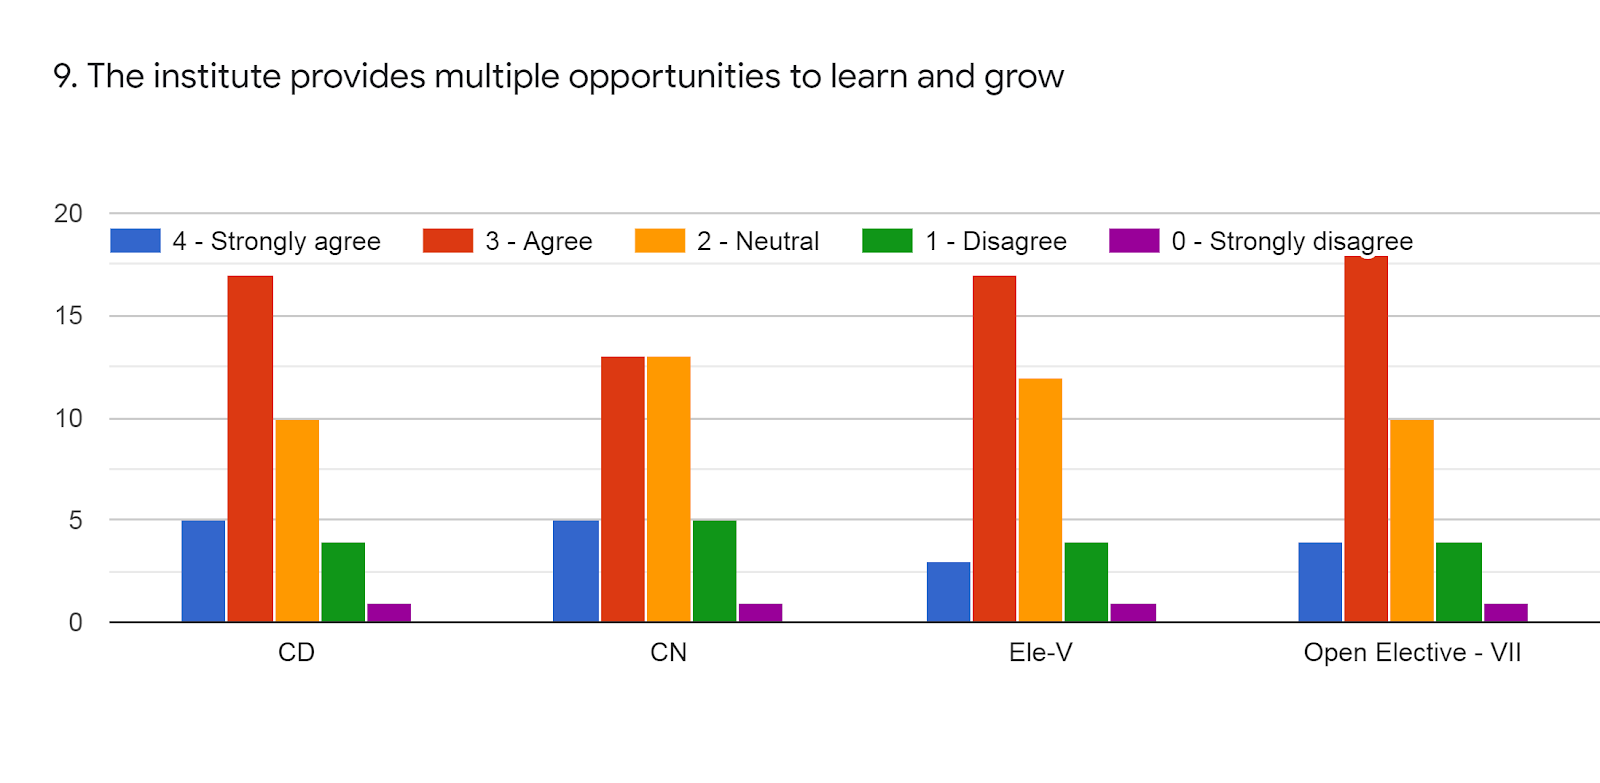 9. The institute provides multiple opportunities to learn and grow
20
4 - Strongly agree 3 - Agree 2 - Neutral 1 - Disagree 0 - Strongly disagree
15
10
5
0
CD CN Ele-V Open Elective - VII